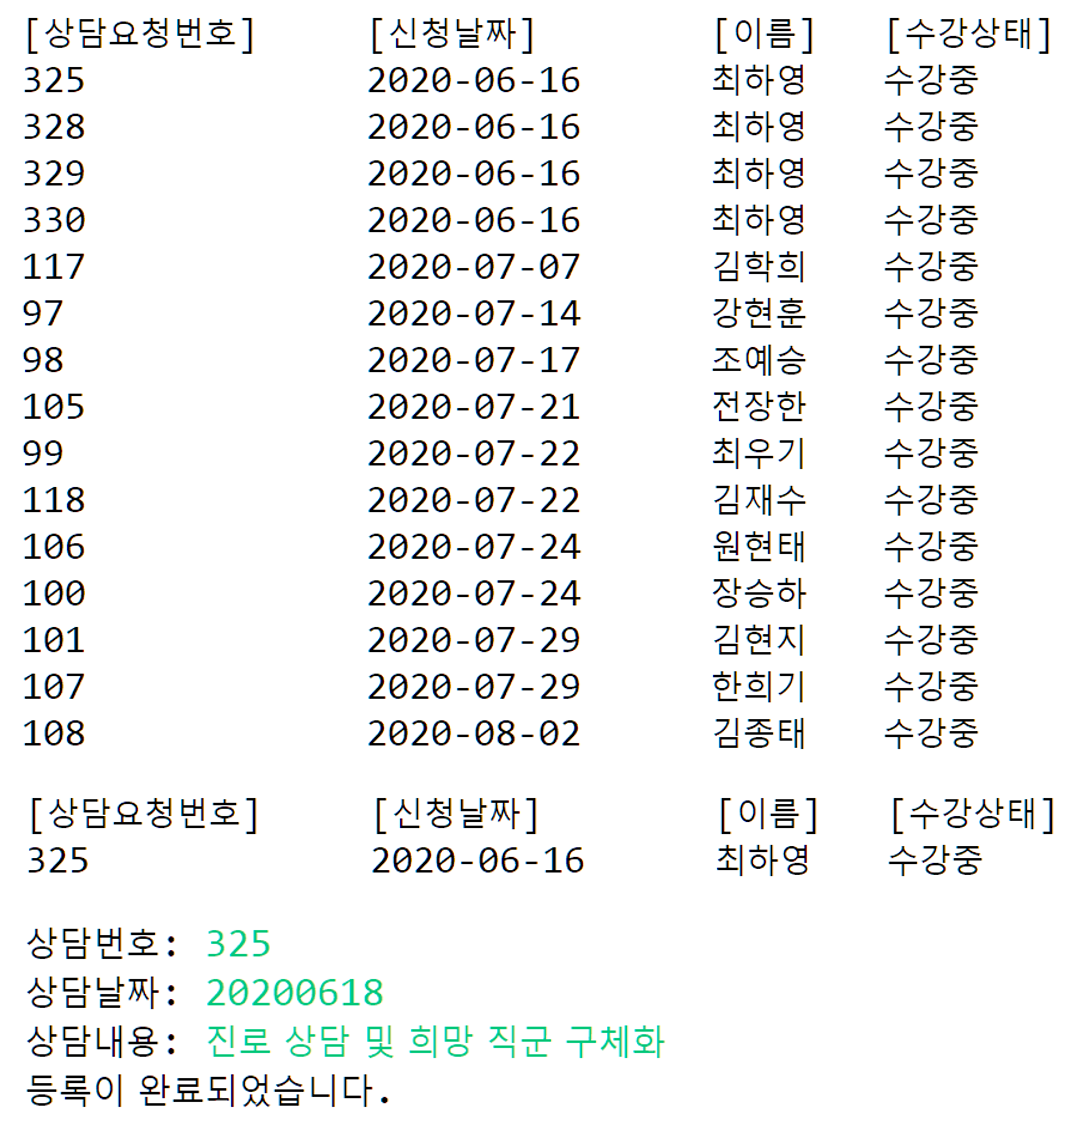 [상담요청번호] [신청날짜] [이름] [수강상태]
325 2020-06-16 최하영 수강중
328 2020-06-16 최하영 수강중
329 2020-06-16 최하영 수강중
330 2020-06-16 최하영 수강중
117 2020-07-07 김학희 수강중
97 2020-07-14 강현훈 수강중
98 2020-07-17 조예승 수강중
105 2020-07-21 전장한 수강중
99 2020-07-22 최우기 수강중
118 2020-07-22 김재수 수강중
106 2020-07-24 원현태 수강중
100 2020-07-24 장승하 수강중
101 2020-07-29 김현지 수강중
107 2020-07-29 한희기 수강중
108 2020-08-02 김종태 수강중
[상담요청번호] [신청날짜] [이름] [수강상태]
325 2020-06-16 최하영 수강중
상담번호: 325
상담날짜: 20200618
상담내용: 진로 상담 및 희망 직군 구체화
등록이 완료되었습니다.